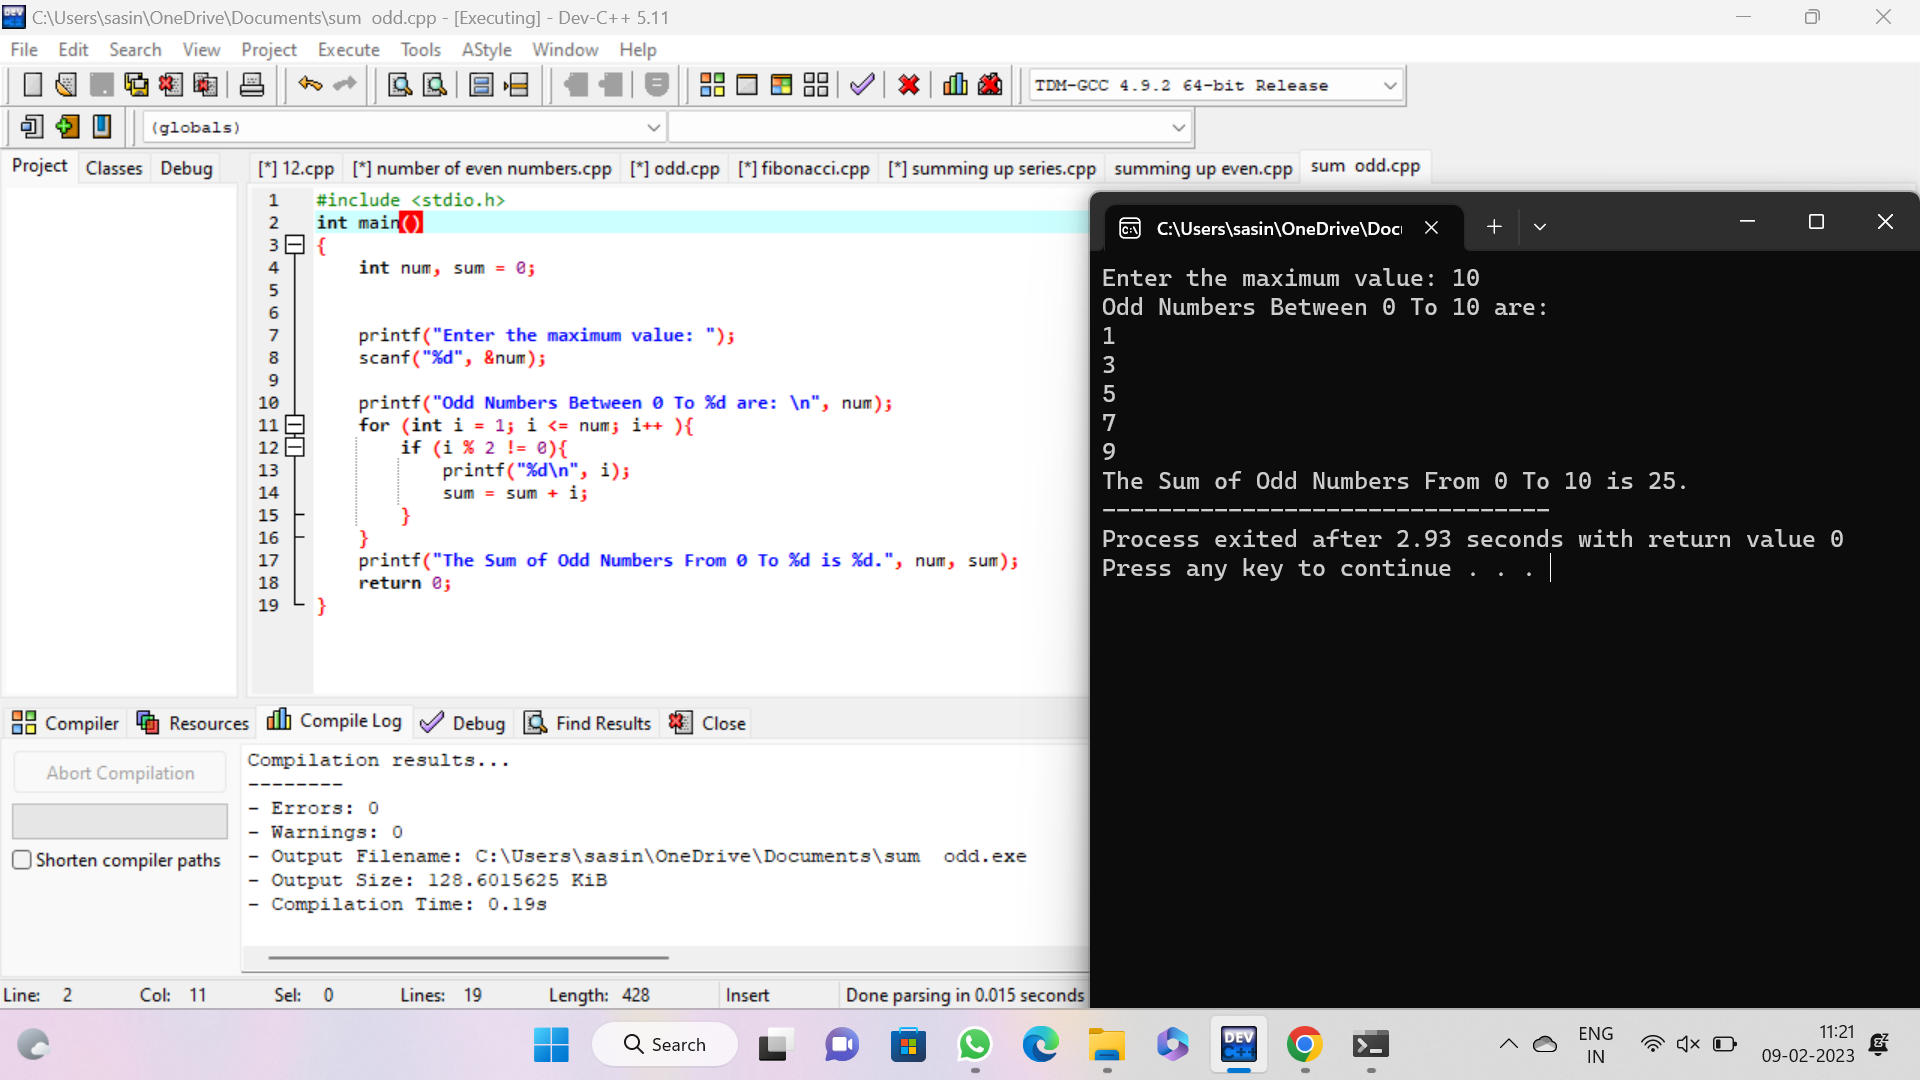 C:\Users\sasin\OneDrive\Documents\sum  odd.cpp - [Executing] - Dev-C++ 5.11
File Edit Search View Project Execute Tools AStyle Window Help
TDM-GCC 4.9.2 64-bit Release
(globals)
Project Classes Debug
[*] 12.cpp [*] number of even numbers.cpp [*] odd.cpp [*] fibonacci.cpp [*] summing up series.cpp summing up even.cpp sum  odd.cpp
1 #include <stdio.h>
2 int main()
3 {
4     int num, sum = 0;
5
6
7     printf("Enter the maximum value: ");
8     scanf("%d", &num);
9
10     printf("Odd Numbers Between 0 To %d are: \n", num);
11     for (int i = 1; i <= num; i++ ){
12         if (i % 2 != 0){
13             printf("%d\n", i);
14             sum = sum + i;
15         }
16     }
17     printf("The Sum of Odd Numbers From 0 To %d is %d.", num, sum);
18     return 0;
19 }
C:\Users\sasin\OneDrive\Doc
Enter the maximum value: 10
Odd Numbers Between 0 To 10 are:
1
3
5
7
9
The Sum of Odd Numbers From 0 To 10 is 25.
--------------------------------
Process exited after 2.93 seconds with return value 0
Press any key to continue . . .
Compiler Resources Compile Log Debug Find Results Close
Abort Compilation
Shorten compiler paths
Compilation results...
--------
- Errors: 0
- Warnings: 0
- Output Filename: C:\Users\sasin\OneDrive\Documents\sum  odd.exe
- Output Size: 128.6015625 KiB
- Compilation Time: 0.19s
Line: 2 Col: 11 Sel: 0 Lines: 19 Length: 428 Insert Done parsing in 0.015 seconds
Search
DEV C++
ENG
IN
11:21
09-02-2023